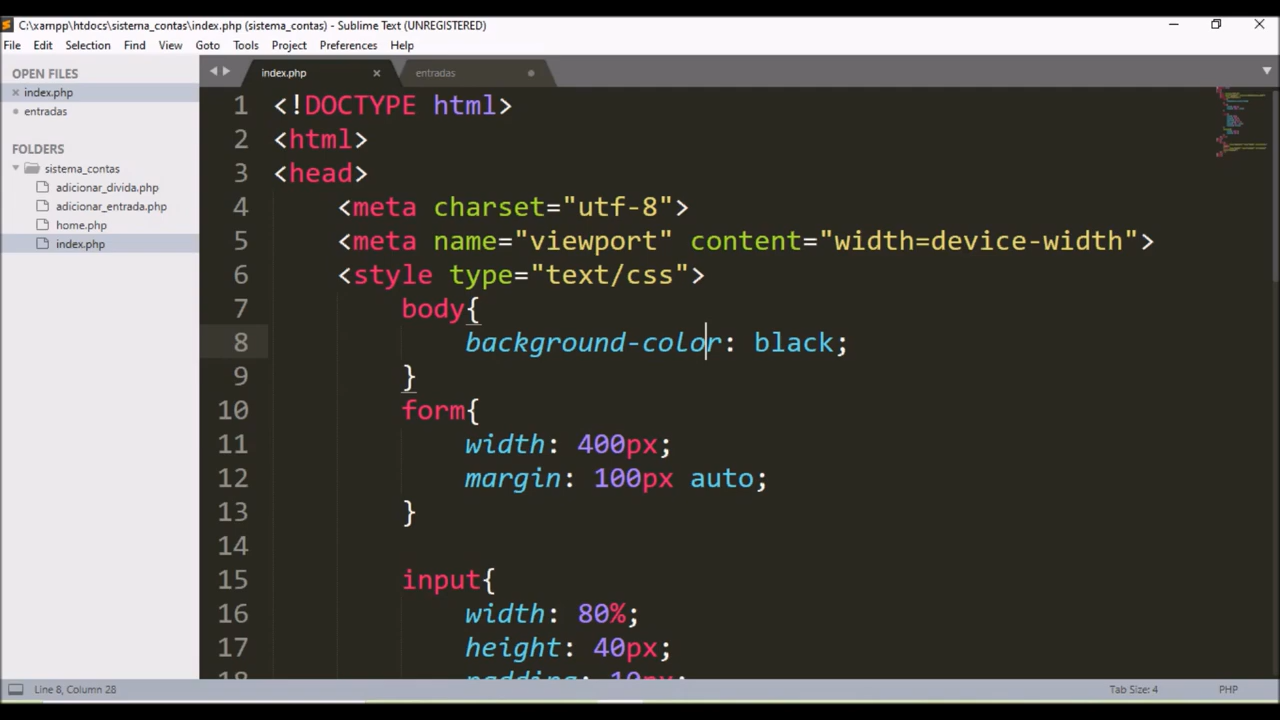 C:\xampp\htdocs\sistema_contas\index.php (sistema_contas) - Sublime Text (UNREGISTERED)
File Edit Selection Find View Goto Tools Project Preferences Help
OPEN FILES
index.php
entradas
FOLDERS
sistema_contas
adicionar_divida.php
adicionar_entrada.php
home.php
index.php
index.php entradas
1 <!DOCTYPE html>
2 <html>
3 <head>
4 <meta charset="utf-8">
5 <meta name="viewport" content="width=device-width">
6 <style type="text/css">
7 body{
8 background-color: black;
9 }
10 form{
11 width: 400px;
12 margin: 100px auto;
13 }
14
15 input{
16 width: 80%;
17 height: 40px;
18 padding: 10px;
Line 8, Column 28 Tab Size: 4 PHP